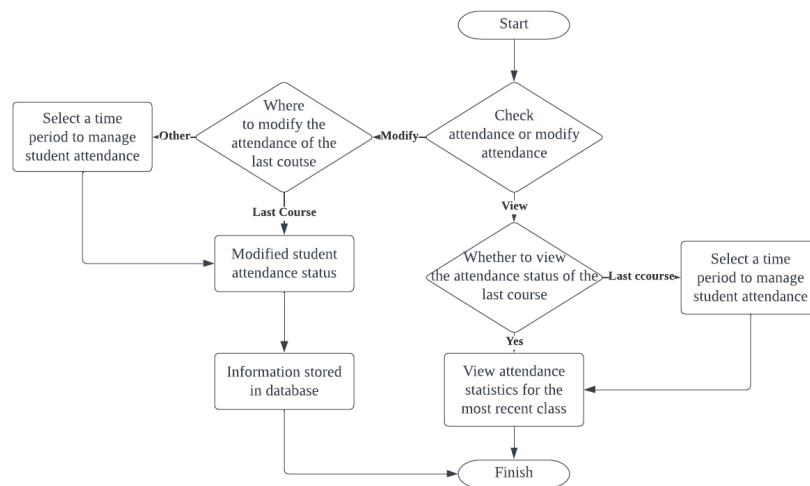 Start
Check
attendance or modify
attendance
Modify
Where
to modify the
attendance of the
last coutse
Other
Select a time
period to manage
student attendance
Last Course
Modified student
attendance status
Information stored
in database
View
Whether to view
the attendance status of the
last course
Last ccourse
Select a time
period to manage
student attendance
Yes
View attendance
statistics for the
most recent class
Finish